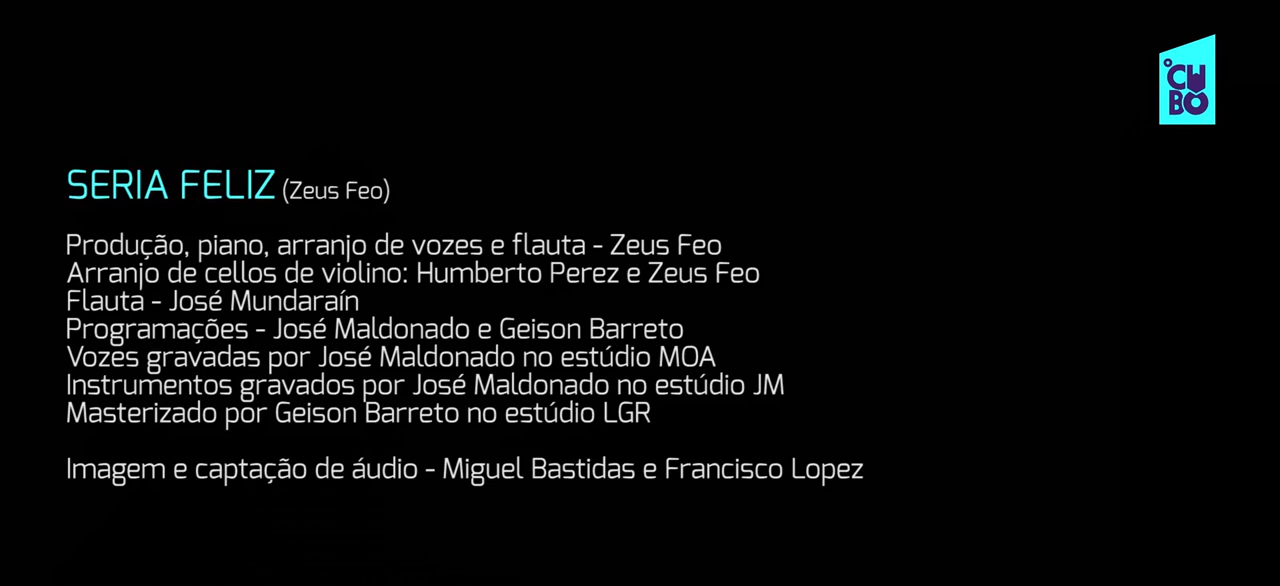 °CUBO
SERIA FELIZ (Zeus Feo)
Produção, piano, arranjo de vozes e flauta - Zeus Feo
Arranjo de cellos de violino: Humberto Perez e Zeus Feo
Flauta - José Mundaraín
Programações - José Maldonado e Geison Barreto
Vozes gravadas por José Maldonado no estúdio MOA
Instrumentos gravados por José Maldonado no estúdio JM
Masterizado por Geison Barreto no estúdio LGR
Imagem e captação de áudio - Miguel Bastidas e Francisco Lopez